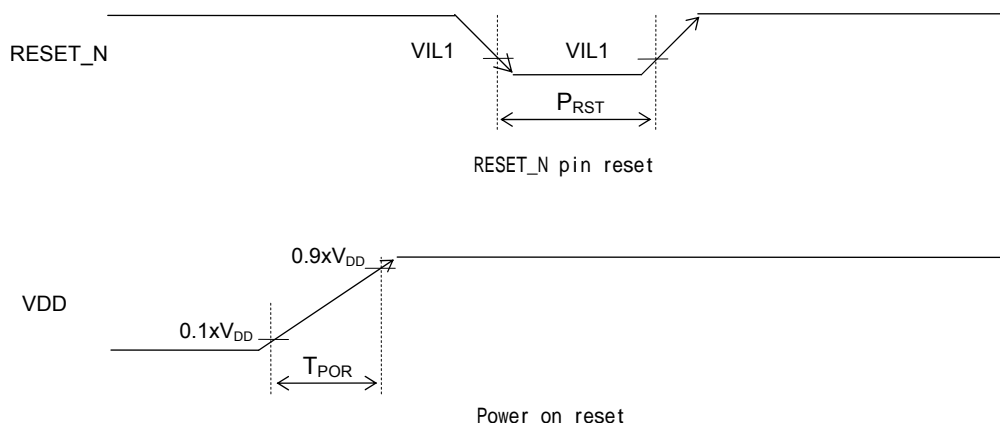 RESET_N
VIL1
VIL1
PRST
RESET_N pin reset
0.9xVDD
VDD
0.1xVDD
TPOR
Power on reset